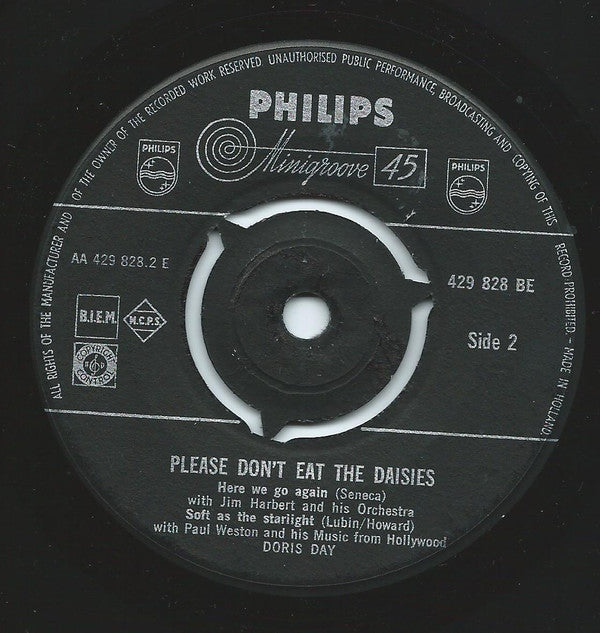 ALL RIGHTS OF THE MANUFACTURER AND OF THE OWNER OF THE RECORDED WORK RESERVED. UNAUTHORISED PUBLIC PERFORMANCE, BROADCASTING AND COPYING OF THIS RECORD PROHIBITED - MADE IN HOLLAND
PHILIPS
Minigroove 45
PHILIPS
PHILIPS
AA 429 828.2 E
429 828 BE
B.I.E.M.
N.C.P.S.
Side 2
COPYRIGHT
CONTROL
PLEASE DON'T EAT THE DAISIES
Here we go again (Seneca)
with Jim Harbert and his Orchestra
Soft as the starlight (Lubin/Howard)
with Paul Weston and his Music from Hollywood
DORIS DAY